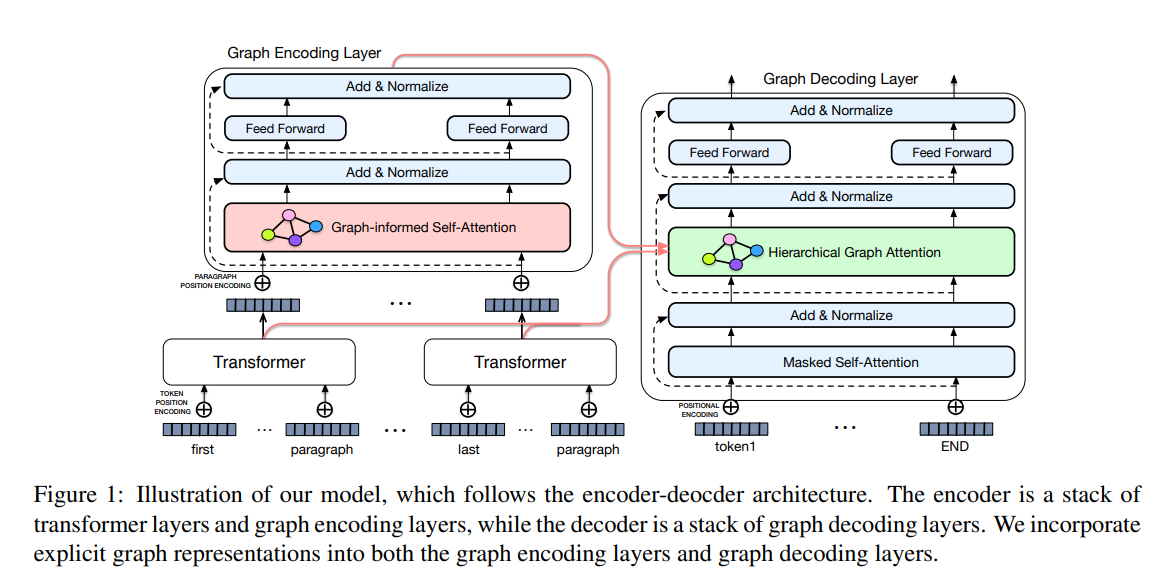 Graph Encoding Layer
Add & Normalize
Feed Forward
Feed Forward
Add & Normalize
Graph-informed Self-Attention
PARAGRAPH
POSITION ENCODING
...
Transformer
Transformer
TOKEN
POSITION
ENCODING
first
...
paragraph
...
last
...
paragraph
Graph Decoding Layer
Add & Normalize
Feed Forward
Feed Forward
Add & Normalize
Hierarchical Graph Attention
Add & Normalize
Masked Self-Attention
POSITIONAL
ENCODING
token1
...
END
Figure 1: Illustration of our model, which follows the encoder-deocder architecture. The encoder is a stack of
transformer layers and graph encoding layers, while the decoder is a stack of graph decoding layers. We incorporate
explicit graph representations into both the graph encoding layers and graph decoding layers.